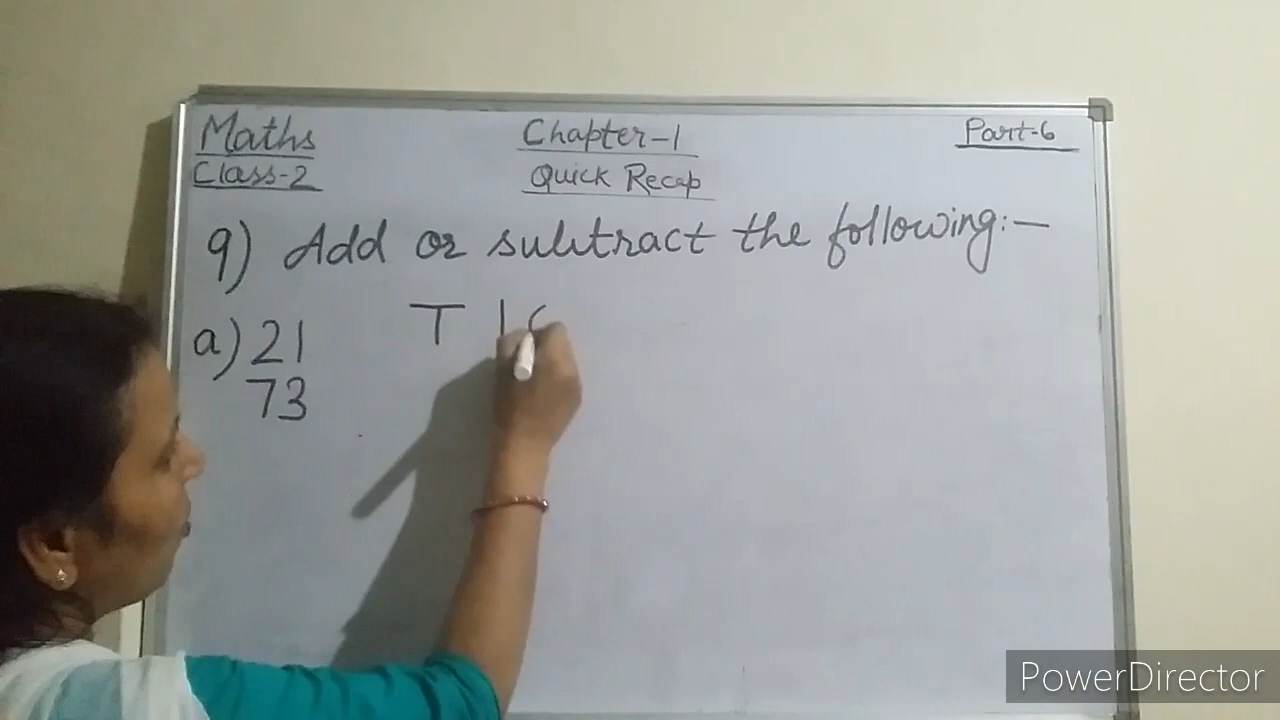 Maths
Class-2
Chapter-1
Quick Recap
Part-6
9) Add or subtract the following:-
a) 21
73
T |
PowerDirector